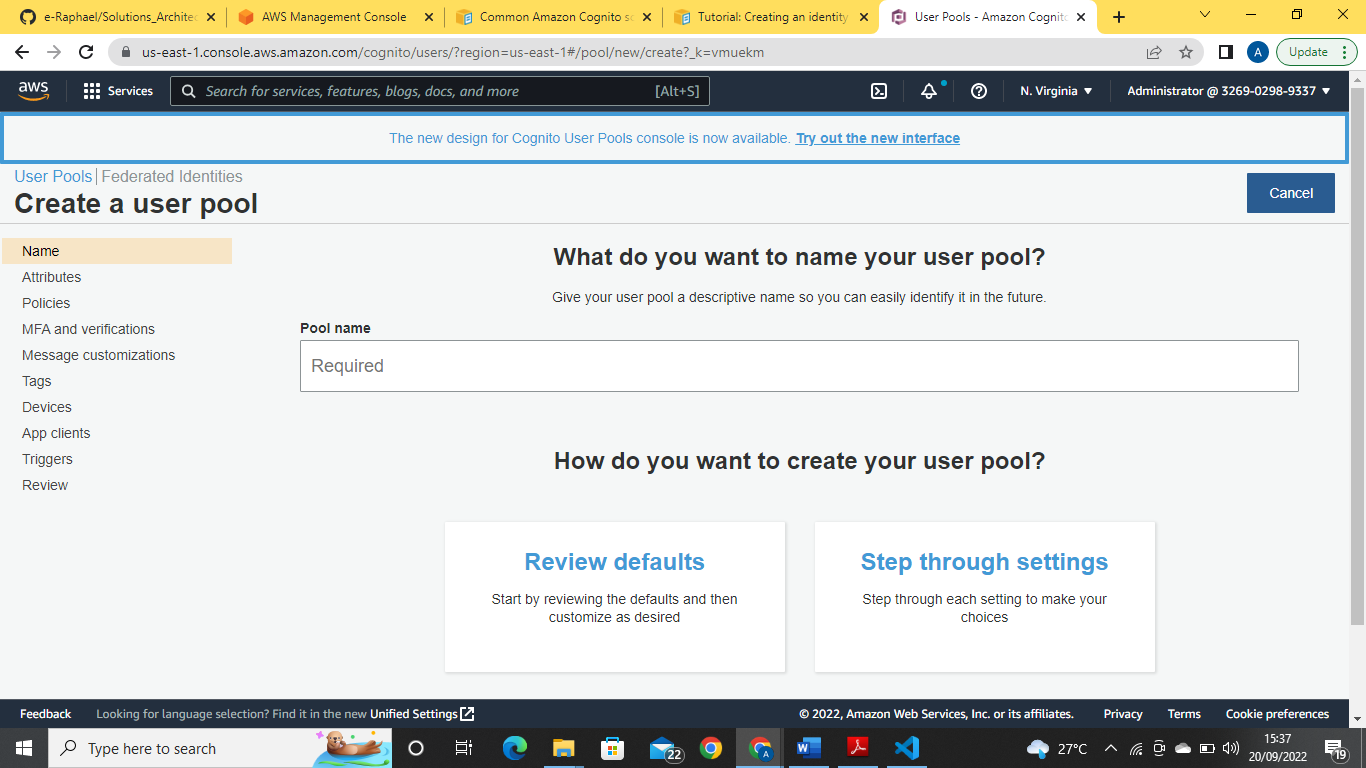 e-Raphael/Solutions_Architec
AWS Management Console
Common Amazon Cognito sc
Tutorial: Creating an identity
User Pools - Amazon Cognito
us-east-1.console.aws.amazon.com/cognito/users/?region=us-east-1#/pool/new/create?_k=vmuekm
A
Update
aws
Services
Search for services, features, blogs, docs, and more
[Alt+S]
N. Virginia
Administrator @ 3269-0298-9337
The new design for Cognito User Pools console is now available. Try out the new interface
User Pools | Federated Identities
Create a user pool
Cancel
Name
Attributes
Policies
MFA and verifications
Message customizations
Tags
Devices
App clients
Triggers
Review
What do you want to name your user pool?
Give your user pool a descriptive name so you can easily identify it in the future.
Pool name
Required
How do you want to create your user pool?
Review defaults
Start by reviewing the defaults and then
customize as desired
Step through settings
Step through each setting to make your
choices
Feedback
Looking for language selection? Find it in the new Unified Settings
© 2022, Amazon Web Services, Inc. or its affiliates.
Privacy
Terms
Cookie preferences
Type here to search
22
A
27°C
15:37
20/09/2022
19